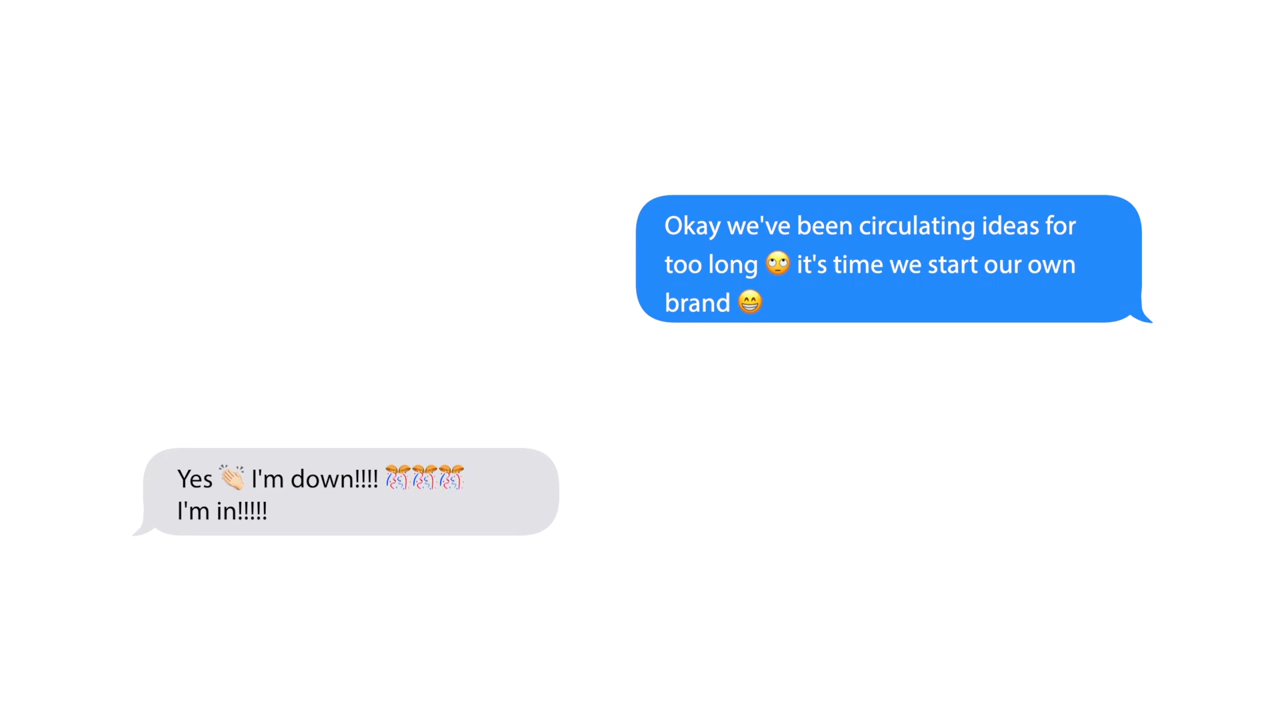 Okay we've been circulating ideas for
too long 🙄 it's time we start our own
brand 😁
Yes 👏🏻 I'm down!!!! 🎊🎊🎊
I'm in!!!!!